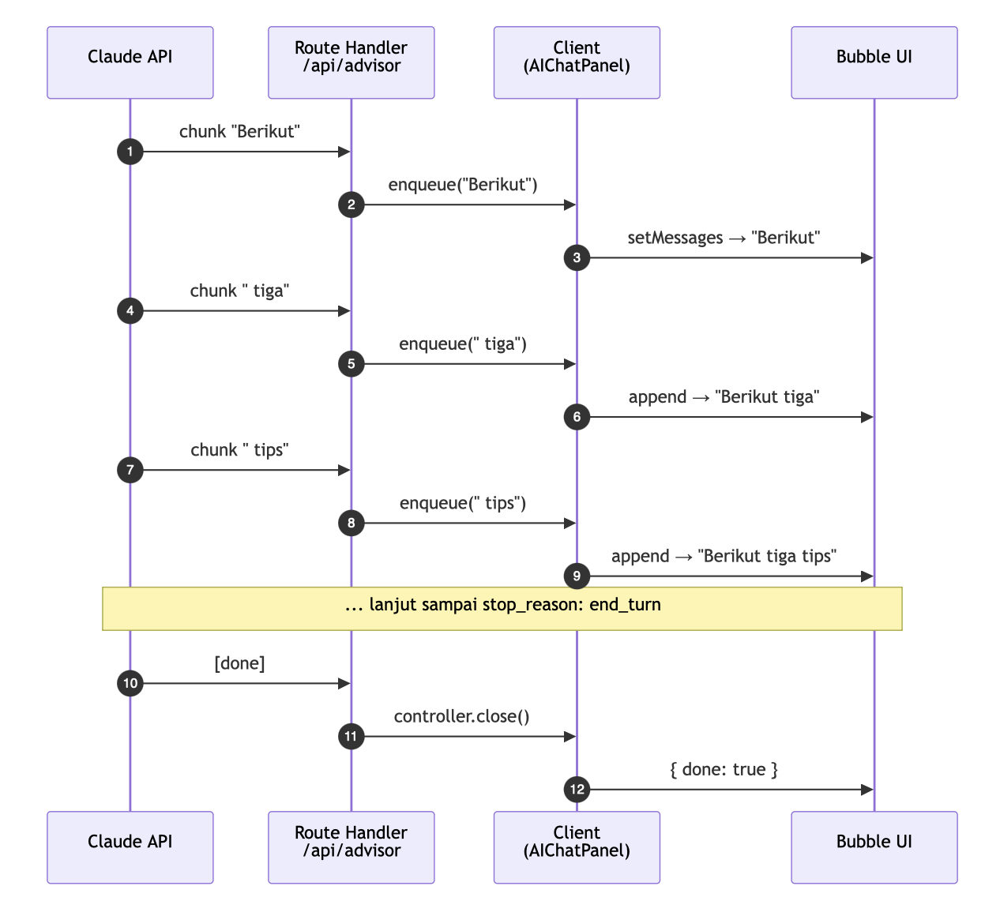 Claude API
Route Handler
/api/advisor
Client
(AIChatPanel)
Bubble UI
chunk "Berikut"
1
enqueue("Berikut")
2
setMessages → "Berikut"
3
chunk " tiga"
4
enqueue(" tiga")
5
append → "Berikut tiga"
6
chunk " tips"
7
enqueue(" tips")
8
append → "Berikut tiga tips"
9
... lanjut sampai stop_reason: end_turn
[done]
10
controller.close()
11
{ done: true }
12
Claude API
Route Handler
/api/advisor
Client
(AIChatPanel)
Bubble UI